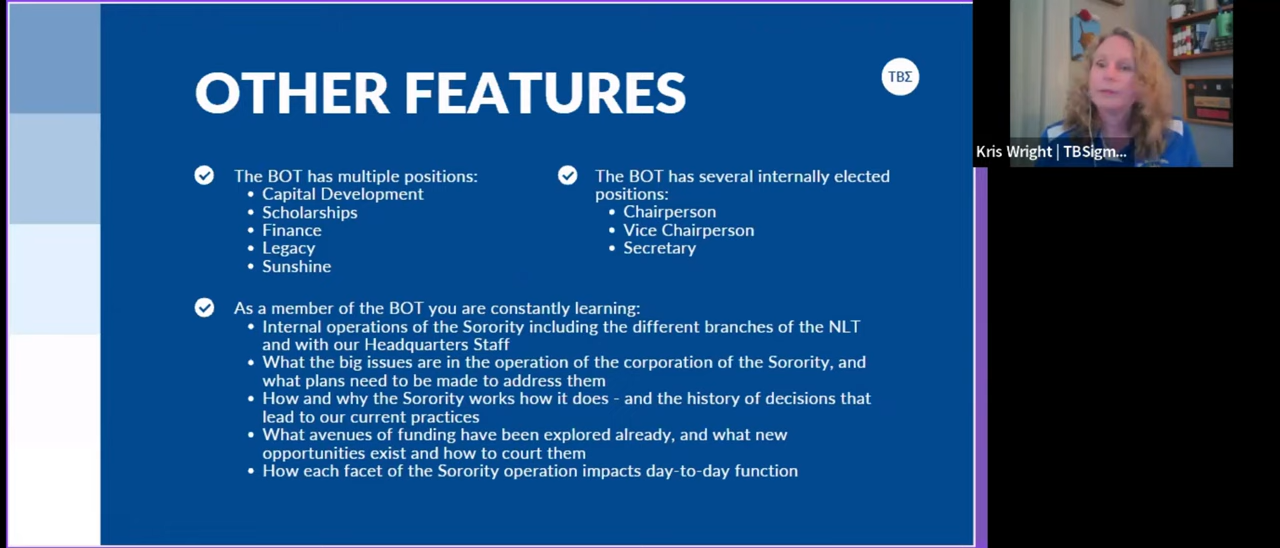 OTHER FEATURES
ΤΒΣ
The BOT has multiple positions:
• Capital Development
• Scholarships
• Finance
• Legacy
• Sunshine
The BOT has several internally elected
positions:
• Chairperson
• Vice Chairperson
• Secretary
As a member of the BOT you are constantly learning:
• Internal operations of the Sorority including the different branches of the NLT
and with our Headquarters Staff
• What the big issues are in the operation of the corporation of the Sorority, and
what plans need to be made to address them
• How and why the Sorority works how it does - and the history of decisions that
lead to our current practices
• What avenues of funding have been explored already, and what new
opportunities exist and how to court them
• How each facet of the Sorority operation impacts day-to-day function
Kris Wright | TBSigm...